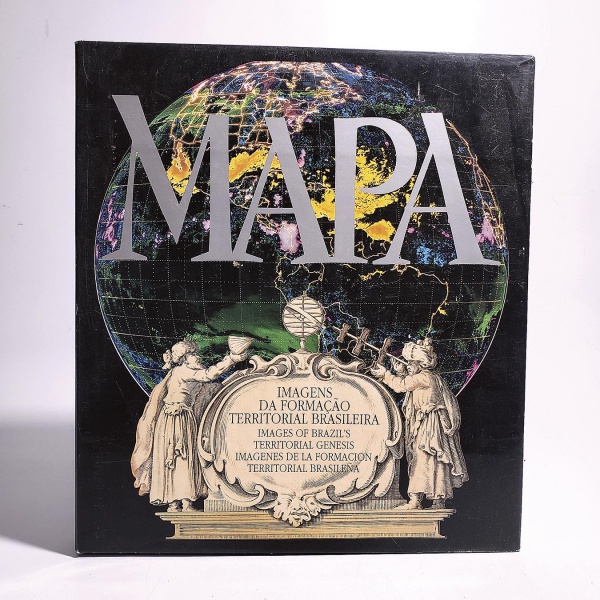 MAPA
IMAGENS
DA FORMAÇÃO
TERRITORIAL BRASILEIRA
IMAGES OF BRAZIL'S
TERRITORIAL GENESIS
IMAGENES DE LA FORMACION
TERRITORIAL BRASILEÑA